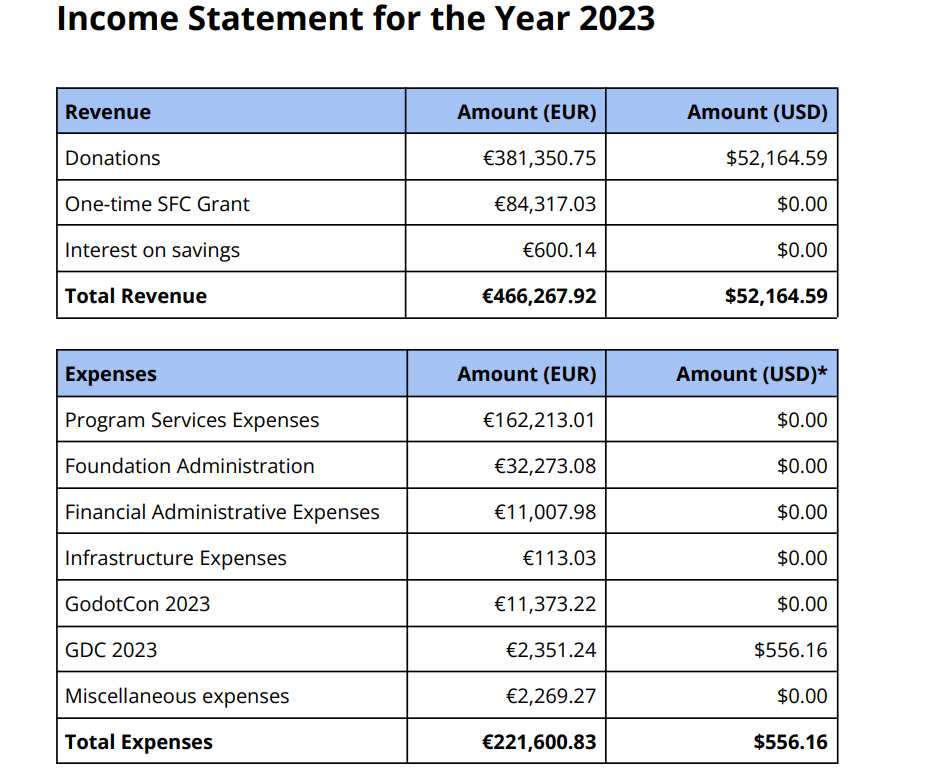 Income Statement for the Year 2023
Revenue Amount (EUR) Amount (USD)
Donations €381,350.75 $52,164.59
One-time SFC Grant €84,317.03 $0.00
Interest on savings €600.14 $0.00
Total Revenue €466,267.92 $52,164.59
Expenses Amount (EUR) Amount (USD)*
Program Services Expenses €162,213.01 $0.00
Foundation Administration €32,273.08 $0.00
Financial Administrative Expenses €11,007.98 $0.00
Infrastructure Expenses €113.03 $0.00
GodotCon 2023 €11,373.22 $0.00
GDC 2023 €2,351.24 $556.16
Miscellaneous expenses €2,269.27 $0.00
Total Expenses €221,600.83 $556.16